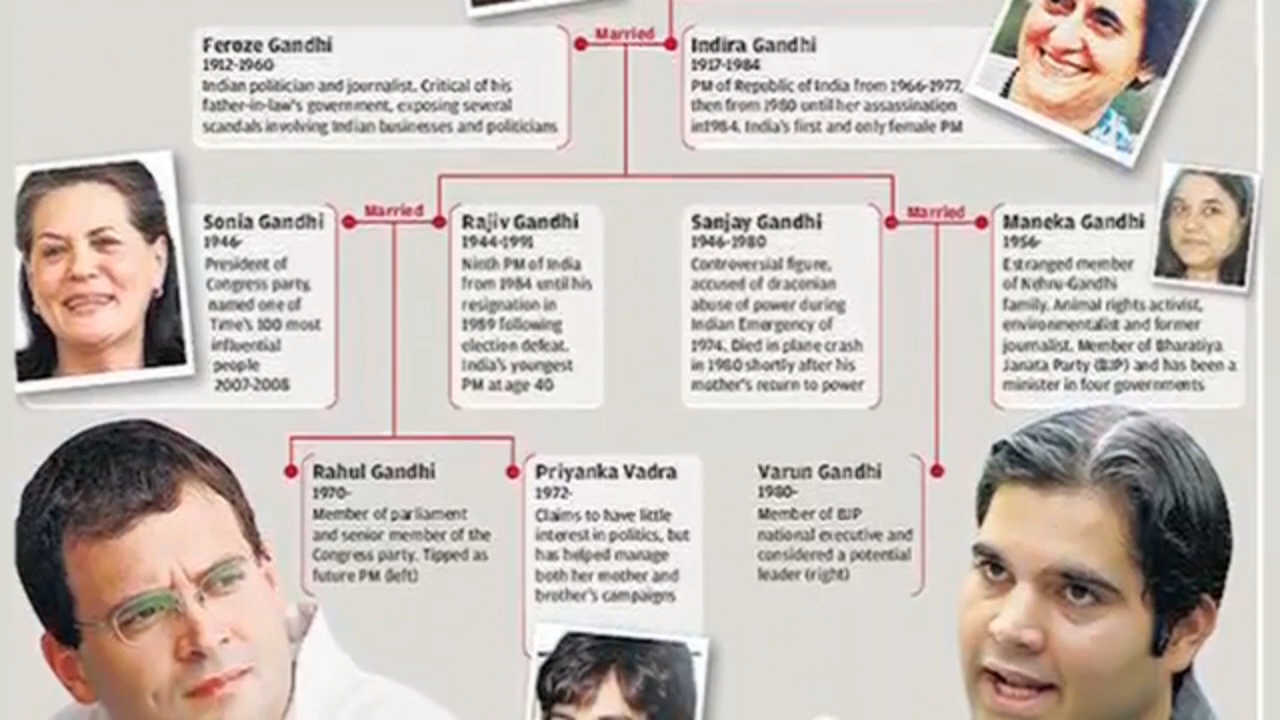 Married
Feroze Gandhi
1912-1960
Indian politician and journalist. Critical of his
father-in-law's government, exposing several
scandals involving Indian businesses and politicians
Indira Gandhi
1917-1984
PM of Republic of India from 1966-1977,
then from 1980 until her assassination
in1984. India's first and only female PM
Sonia Gandhi
1946-
President of
Congress party,
named one of
Time's 100 most
influential
people
2007-2008
Married
Rajiv Gandhi
1944-1991
Ninth PM of India
from 1984 until his
resignation in
1989 following
election defeat.
India's youngest
PM at age 40
Sanjay Gandhi
1946-1980
Controversial figure,
accused of draconian
abuse of power during
Indian Emergency of
1974. Died in plane crash
in 1980 shortly after his
mother's return to power
Married
Maneka Gandhi
1956-
Estranged member
of Nehru-Gandhi
family. Animal rights activist,
environmentalist and former
journalist. Member of Bharatiya
Janata Party (BJP) and has been a
minister in four governments
Rahul Gandhi
1970-
Member of parliament
and senior member of the
Congress party. Tipped as
future PM (left)
Priyanka Vadra
1972-
Claims to have little
interest in politics, but
has helped manage
both her mother and
brother's campaigns
Varun Gandhi
1980-
Member of BJP
national executive and
considered a potential
leader (right)